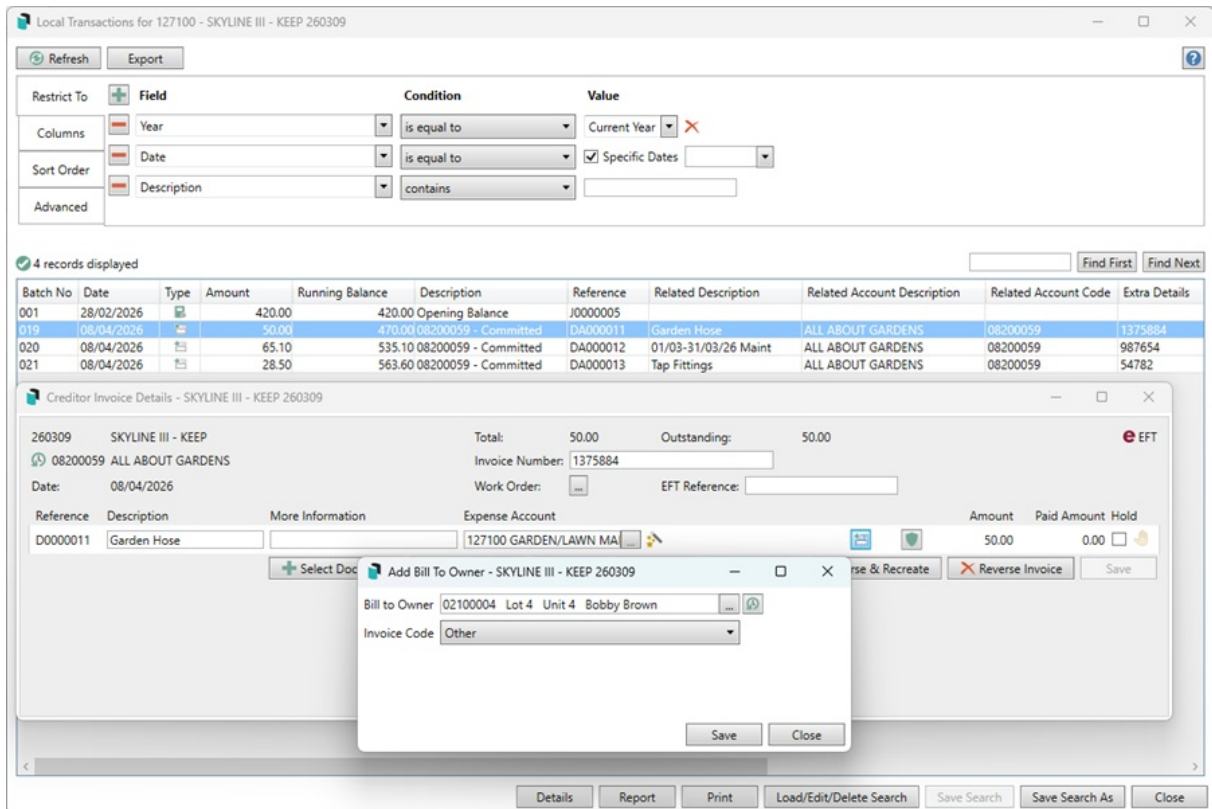 Local Transactions for 127100 - SKYLINE III - KEEP 260309
Refresh Export
Restrict To Field Condition Value
Columns Year is equal to Current Year
Sort Order Date is equal to Specific Dates
Advanced Description contains
4 records displayed Find First Find Next
Batch No Date Type Amount Running Balance Description Reference Related Description Related Account Description Related Account Code Extra Details
001 28/02/2026 420.00 420.00 Opening Balance J0000005
019 08/04/2026 50.00 470.00 08200059 - Committed DA000011 Garden Hose ALL ABOUT GARDENS 08200059 1375884
020 08/04/2026 65.10 535.10 08200059 - Committed DA000012 01/03-31/03/26 Maint ALL ABOUT GARDENS 08200059 987654
021 08/04/2026 28.50 563.60 08200059 - Committed DA000013 Tap Fittings ALL ABOUT GARDENS 08200059 54782
Creditor Invoice Details - SKYLINE III - KEEP 260309
260309 SKYLINE III - KEEP Total: 50.00 Outstanding: 50.00 e EFT
08200059 ALL ABOUT GARDENS Invoice Number: 1375884
Date: 08/04/2026 Work Order: ... EFT Reference:
Reference Description More Information Expense Account Amount Paid Amount Hold
D0000011 Garden Hose 127100 GARDEN/LAWN MAI ... 50.00 0.00
Select Doc rse & Recreate Reverse Invoice Save
Add Bill To Owner - SKYLINE III - KEEP 260309
Bill to Owner 02100004 Lot 4 Unit 4 Bobby Brown ...
Invoice Code Other
Save Close
Details Report Print Load/Edit/Delete Search Save Search Save Search As Close